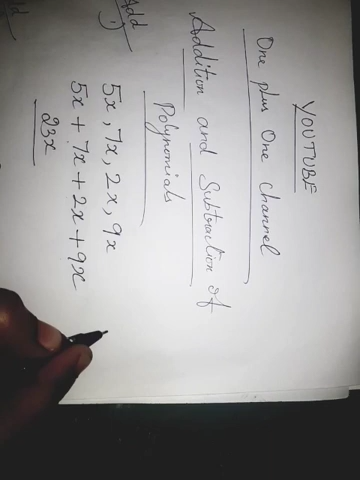 YOUTUBE
One plus One Channel
Addition and Subtraction of
Polynomials
Add
1)
5x, 7x, 2x, 9x
5x + 7x + 2x + 9x
23x